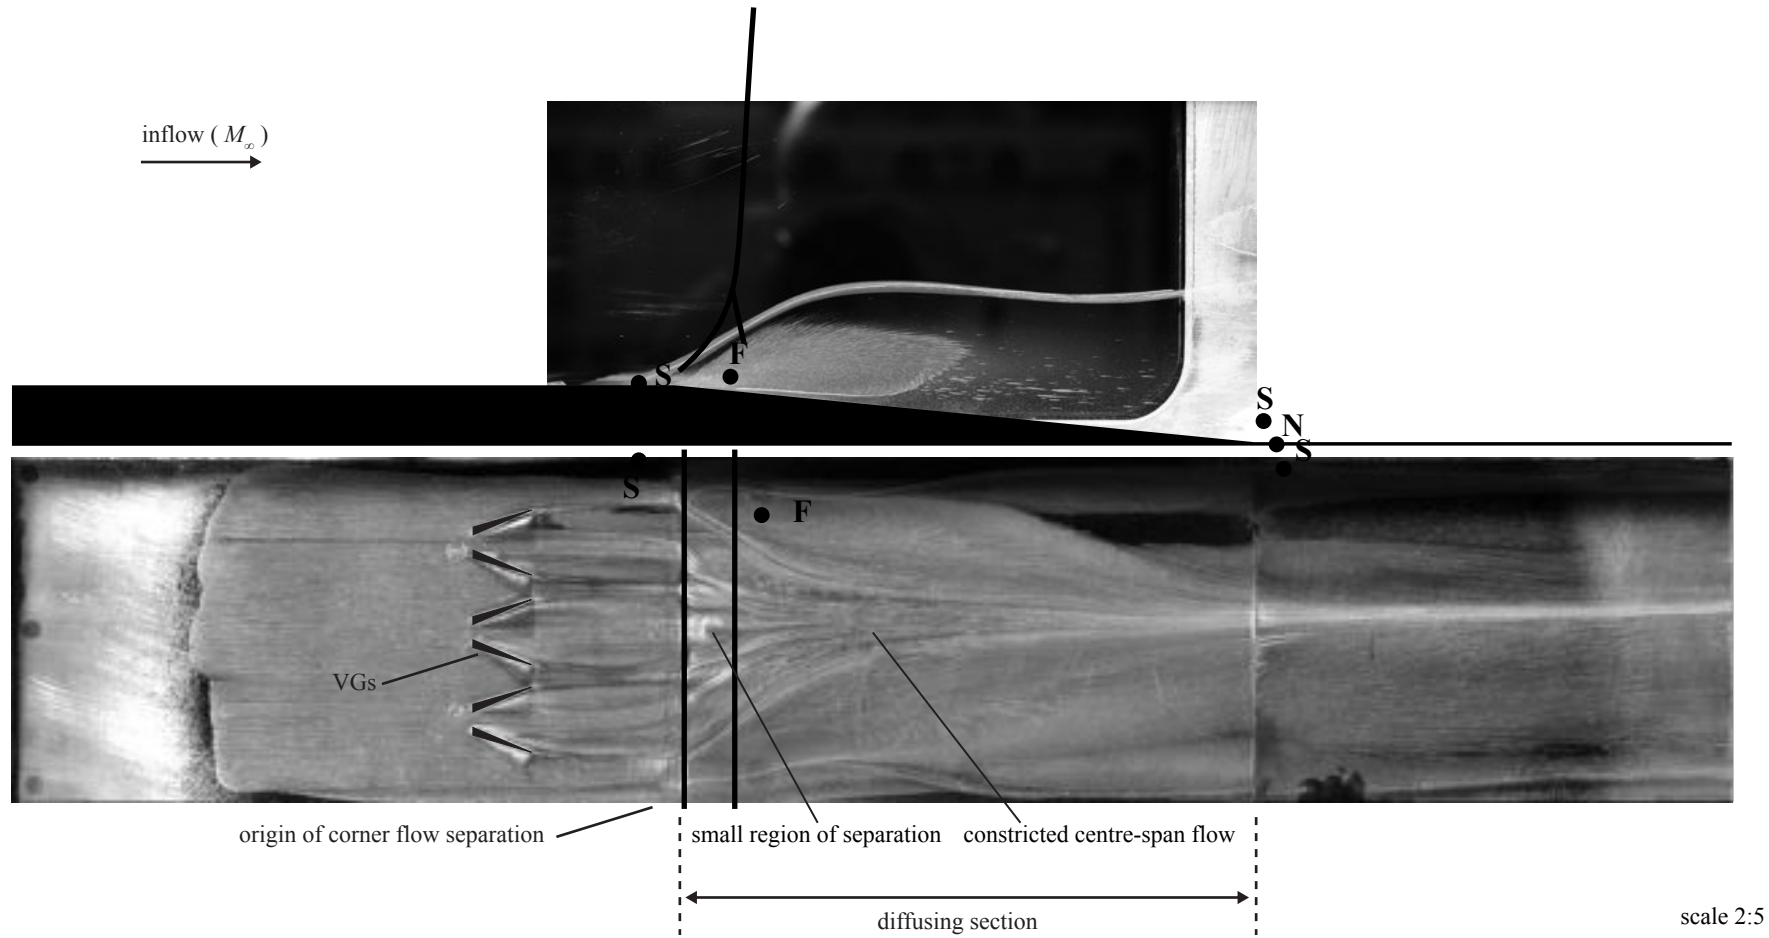 inflow ( M∞ )
F
S
S
N
S
S
F
VGs
origin of corner flow separation
small region of separation
constricted centre-span flow
diffusing section
scale 2:5